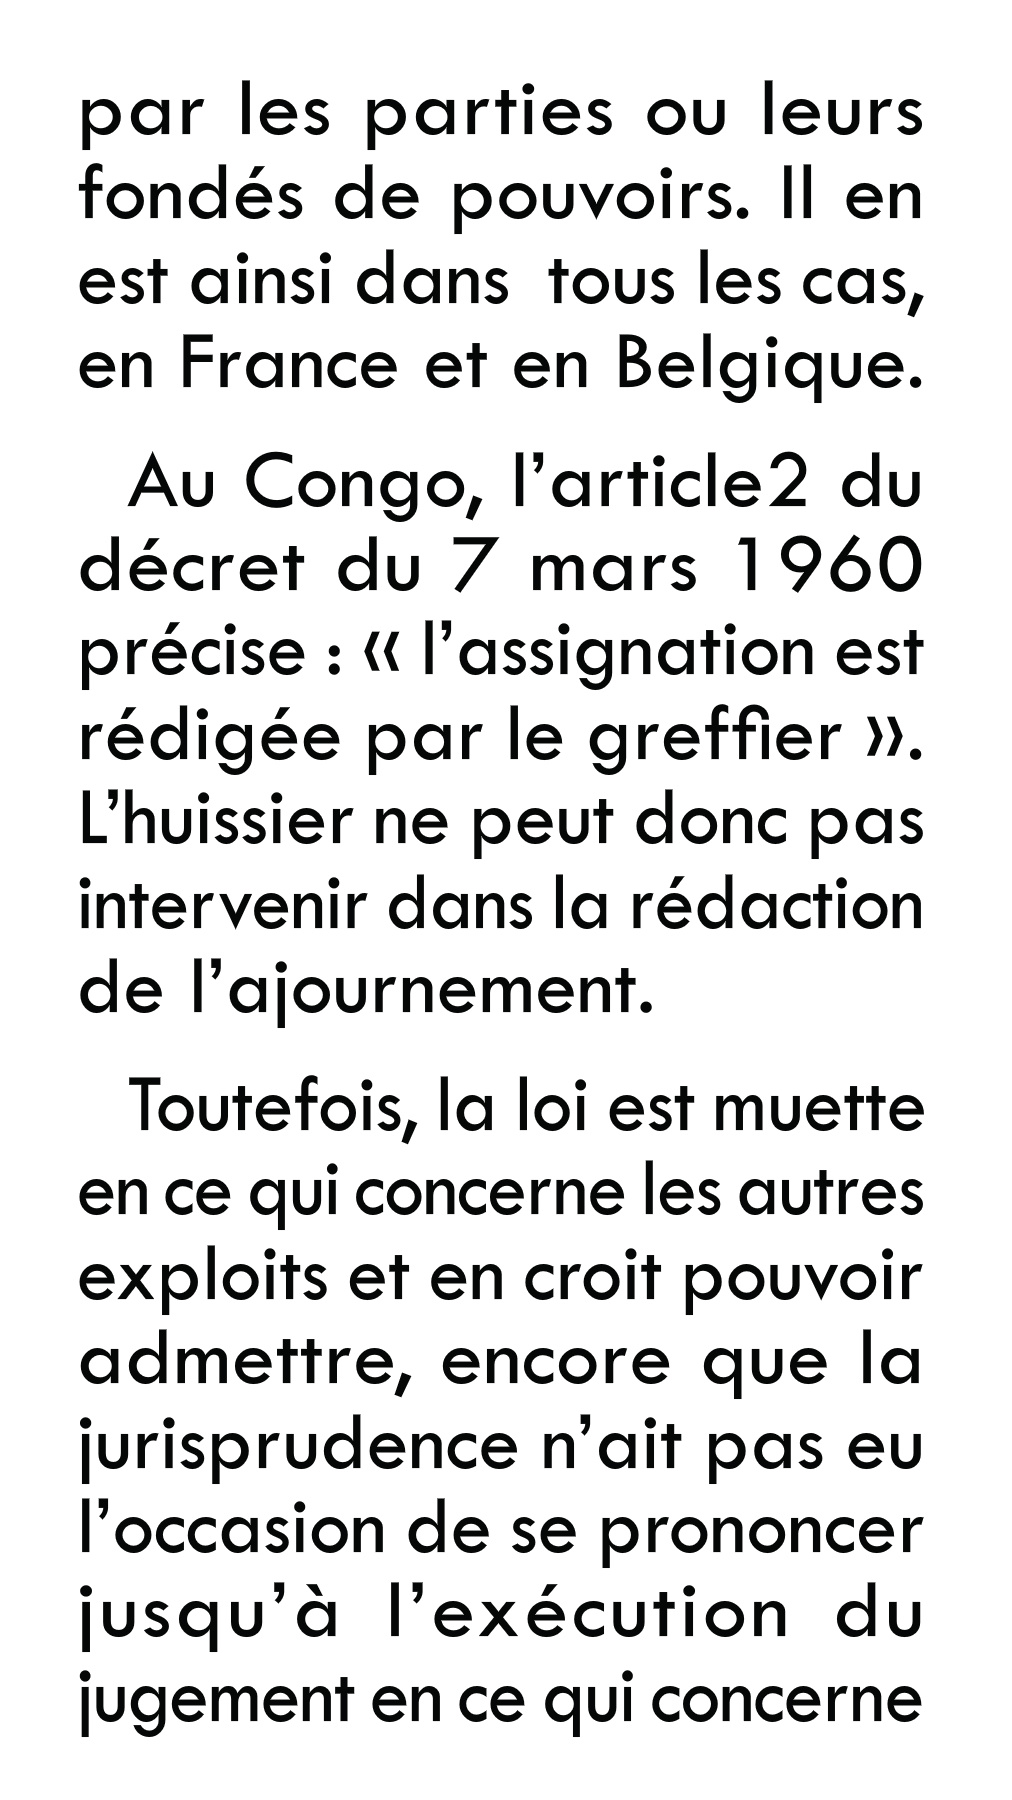 par les parties ou leurs
fondés de pouvoirs. Il en
est ainsi dans  tous les cas,
en France et en Belgique.
Au Congo, l’article2 du
décret du 7 mars 1960
précise : « l’assignation est
rédigée par le greffier ».
L’huissier ne peut donc pas
intervenir dans la rédaction
de l’ajournement.
Toutefois, la loi est muette
en ce qui concerne les autres
exploits et en croit pouvoir
admettre, encore que la
jurisprudence n’ait pas eu
l’occasion de se prononcer
jusqu’à l’exécution du
jugement en ce qui concerne